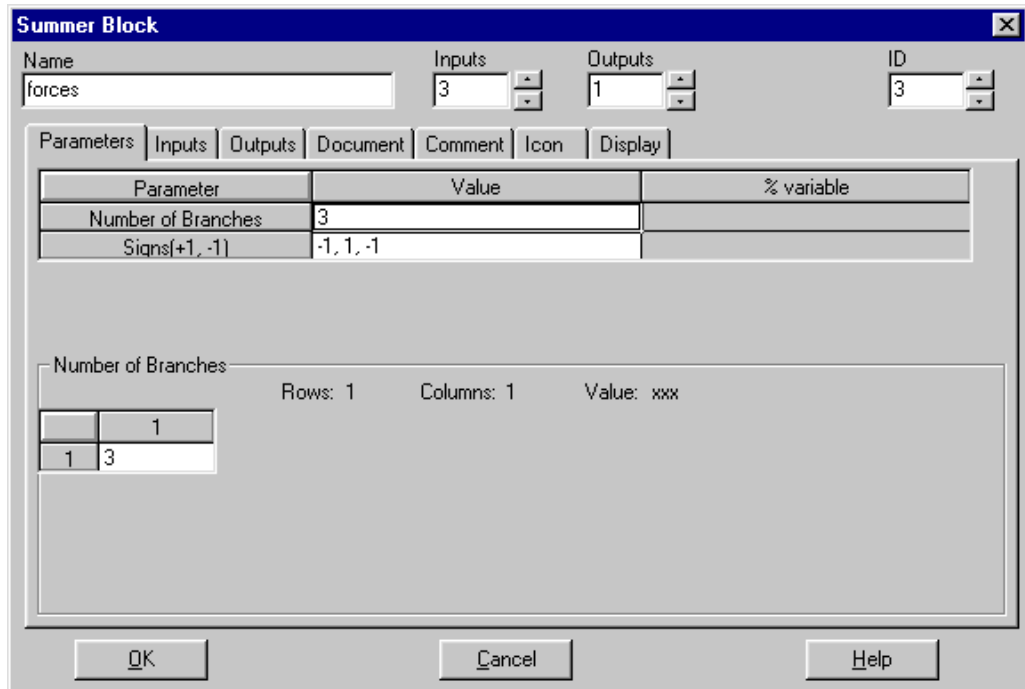 Summer Block
Name Inputs Outputs ID
forces 3 1 3
Parameters Inputs Outputs Document Comment Icon Display
Parameter Value % variable
Number of Branches 3
Signs(+1, -1) -1, 1, -1
Number of Branches
Rows: 1 Columns: 1 Value: xxx
1
1 3
OK Cancel Help